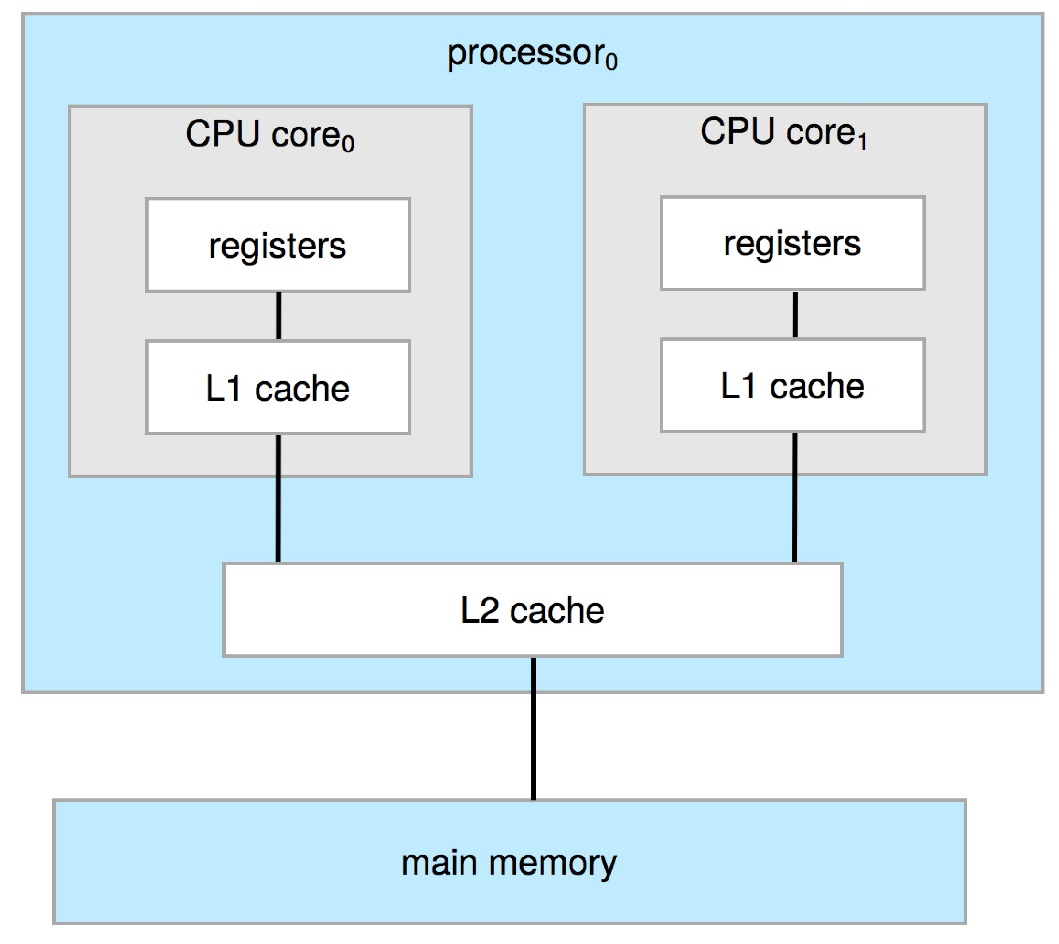 processor₀
CPU core₀
CPU core₁
registers
registers
L1 cache
L1 cache
L2 cache
main memory